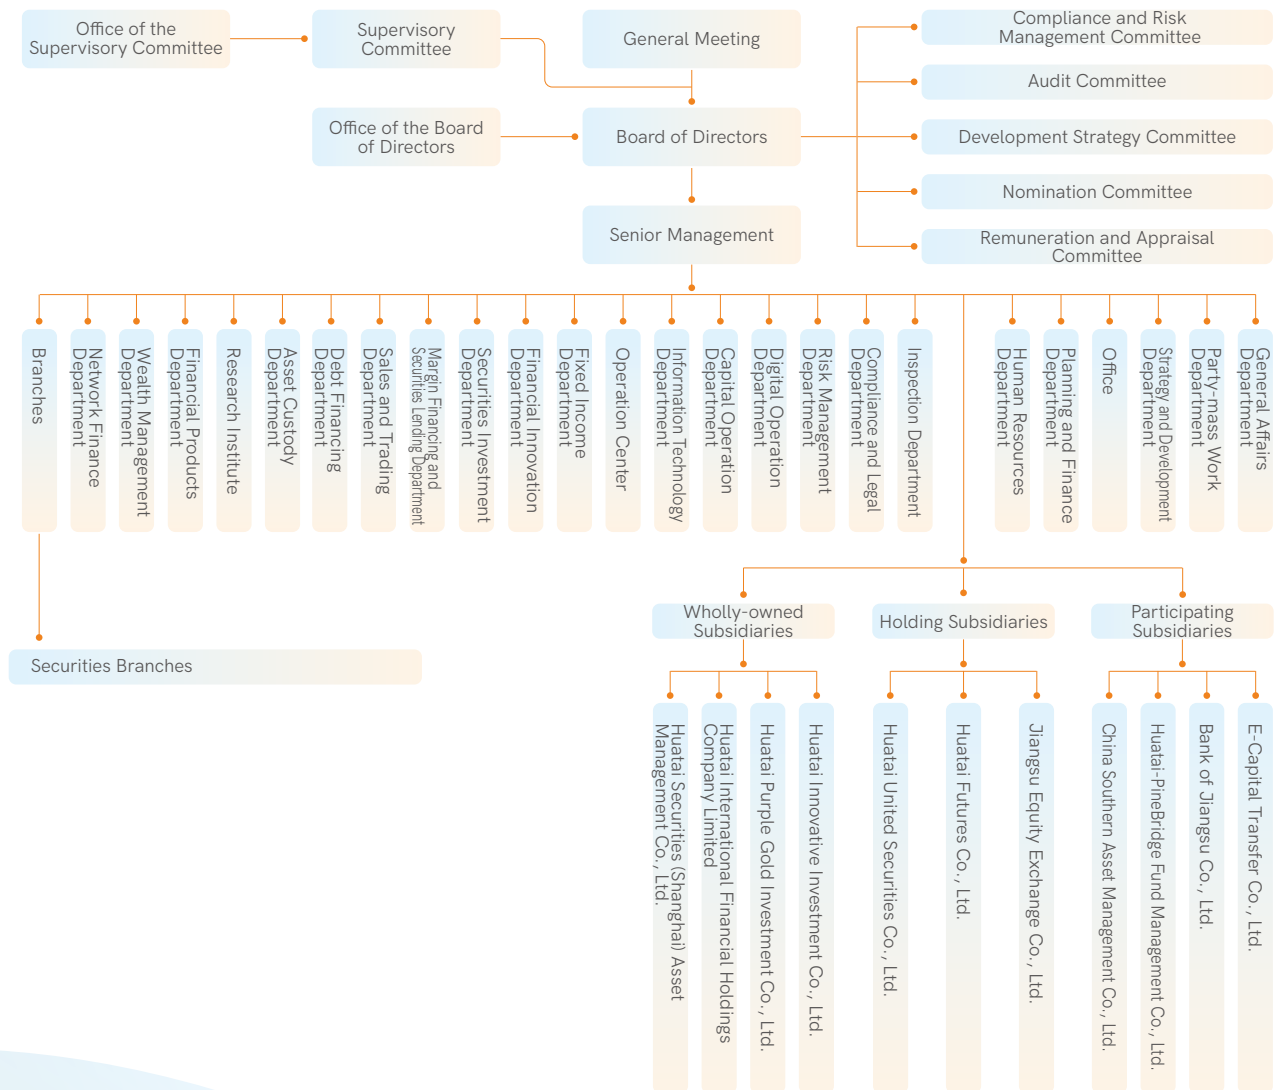 Office of the
Supervisory Committee
Supervisory
Committee
General Meeting
Compliance and Risk
Management Committee
Audit Committee
Office of the Board
of Directors
Board of Directors
Development Strategy Committee
Nomination Committee
Senior Management
Remuneration and Appraisal
Committee
Branches
Network Finance
Department
Wealth Management
Department
Financial Products
Department
Research Institute
Asset Custody
Department
Debt Financing
Department
Sales and Trading
Department
Margin Financing and
Securities Lending Department
Securities Investment
Department
Financial Innovation
Department
Fixed Income
Department
Operation Center
Information Technology
Department
Capital Operation
Department
Digital Operation
Department
Risk Management
Department
Compliance and Legal
Department
Inspection Department
Human Resources
Department
Planning and Finance
Department
Office
Strategy and Development
Department
Party-mass Work
Department
General Affairs
Department
Securities Branches
Wholly-owned
Subsidiaries
Holding Subsidiaries
Participating
Subsidiaries
Huatai Securities (Shanghai) Asset
Management Co., Ltd.
Huatai International Financial Holdings
Company Limited
Huatai Purple Gold Investment Co., Ltd.
Huatai Innovative Investment Co., Ltd.
Huatai United Securities Co., Ltd.
Huatai Futures Co., Ltd.
Jiangsu Equity Exchange Co., Ltd.
China Southern Asset Management Co., Ltd.
Huatai-PineBridge Fund Management Co., Ltd.
Bank of Jiangsu Co., Ltd.
E-Capital Transfer Co., Ltd.